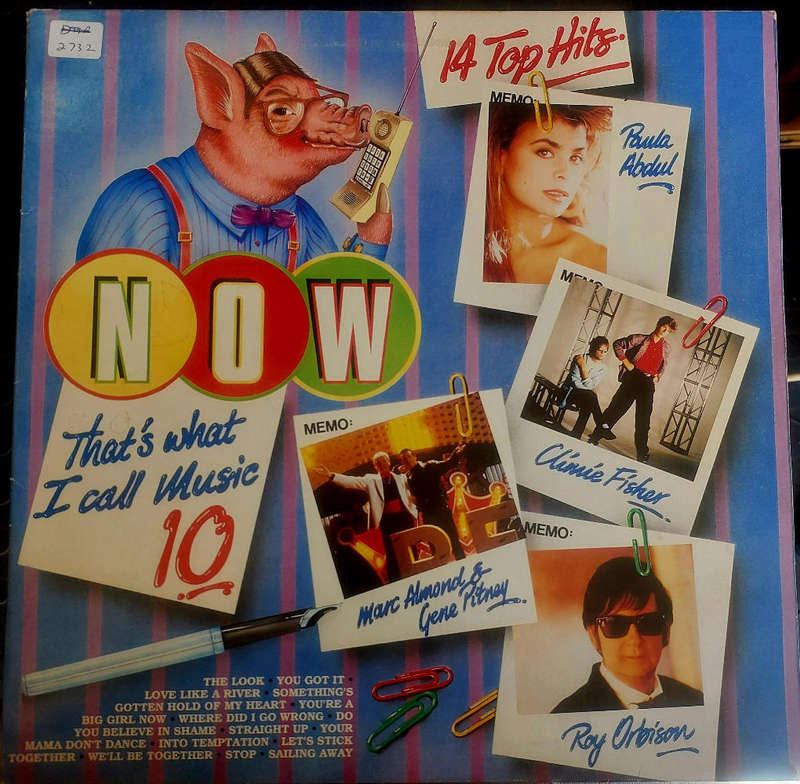 2732
14 Top Hits.
MEMO:
Paula
Abdul
NOW
MEMO:
Climie Fisher.
That's what
I call Music
10
MEMO:
Marc Almond &
Gene Pitney.
MEMO:
Roy Orbison
THE LOOK • YOU GOT IT •
LOVE LIKE A RIVER • SOMETHING'S
GOTTEN HOLD OF MY HEART • YOU'RE A
BIG GIRL NOW • WHERE DID I GO WRONG • DO
YOU BELIEVE IN SHAME • STRAIGHT UP • YOUR
MAMA DON'T DANCE • INTO TEMPTATION • LET'S STICK
TOGETHER • WE'LL BE TOGETHER • STOP • SAILING AWAY